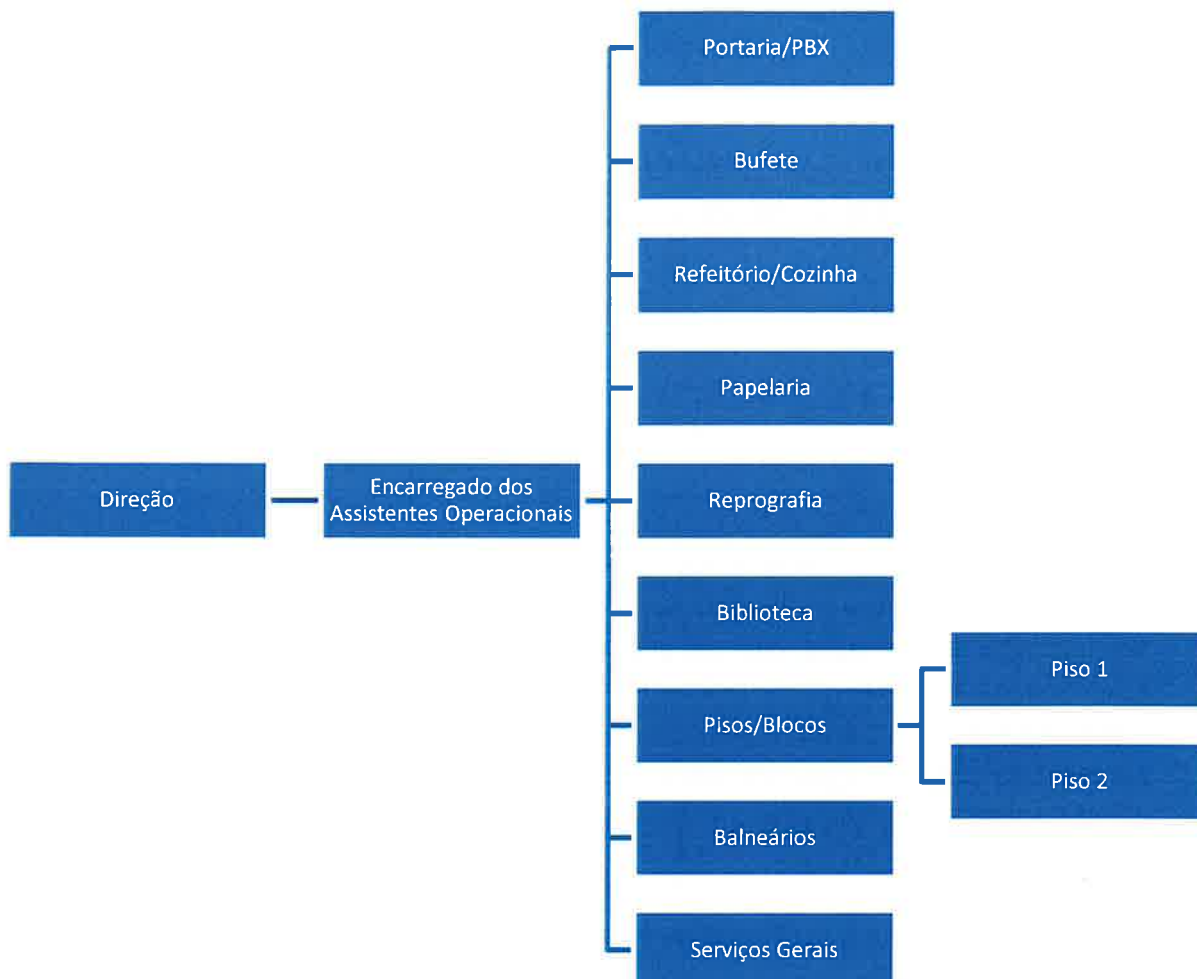 Portaria/PBX
Bufete
Refeitório/Cozinha
Papelaria
Direção
Encarregado dos
Assistentes Operacionais
Reprografia
Biblioteca
Pisos/Blocos
Piso 1
Piso 2
Balneários
Serviços Gerais